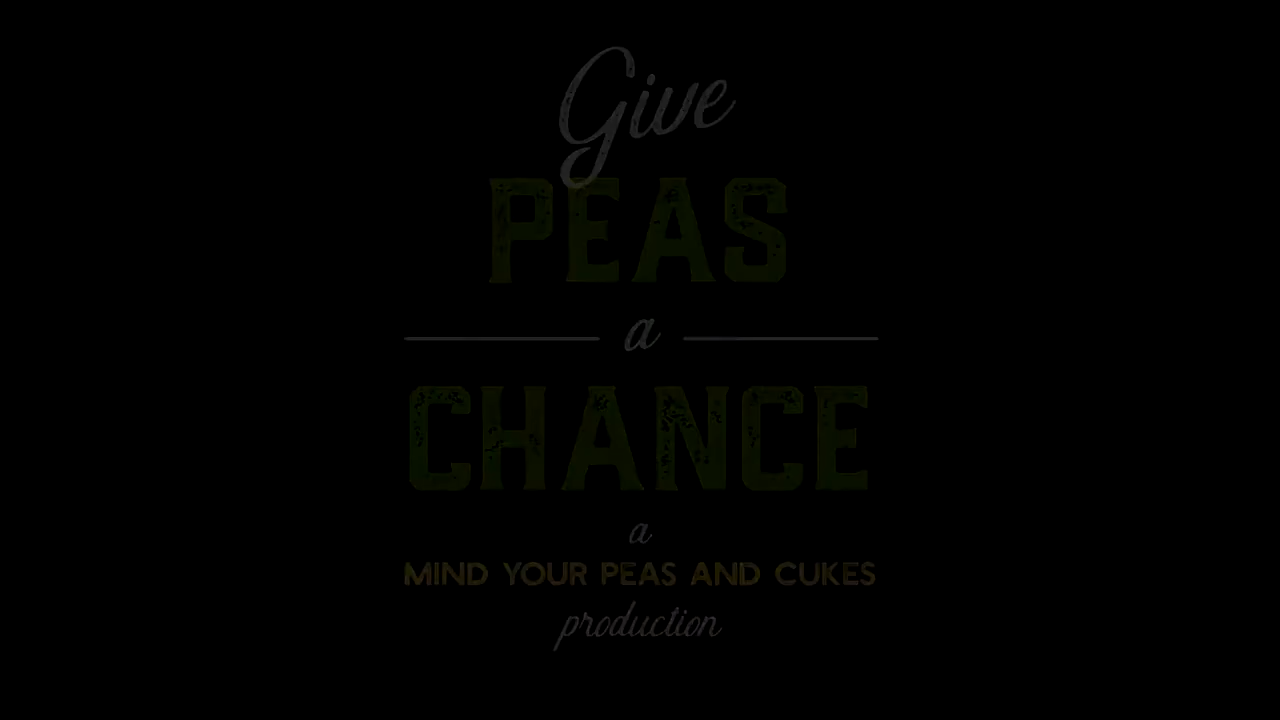 Give
PEAS
a
CHANCE
a
MIND YOUR PEAS AND CUKES
production